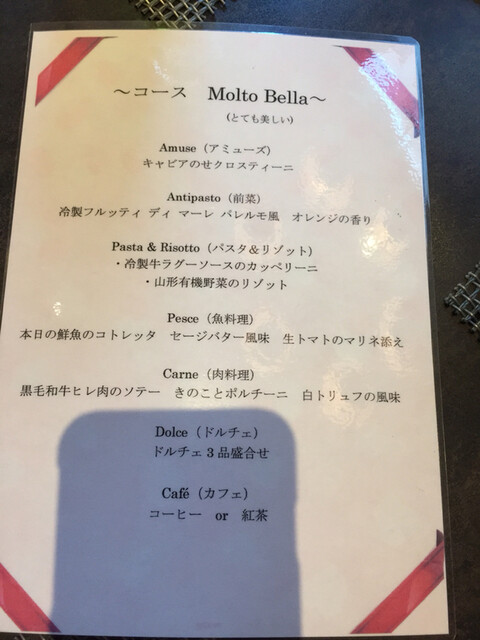 ～コース Molto Bella～
(とても美しい)
Amuse（アミューズ）
キャビアのせクロスティーニ
Antipasto（前菜）
冷製フルッティ ディ マーレ パレルモ風 オレンジの香り
Pasta & Risotto（パスタ＆リゾット）
・冷製牛ラグーソースのカッペリーニ
・山形有機野菜のリゾット
Pesce（魚料理）
本日の鮮魚のコトレッタ セージバター風味 生トマトのマリネ添え
Carne（肉料理）
黒毛和牛ヒレ肉のソテー きのことポルチーニ 白トリュフの風味
Dolce（ドルチェ）
ドルチェ 3 品盛合せ
Café（カフェ）
コーヒー or 紅茶